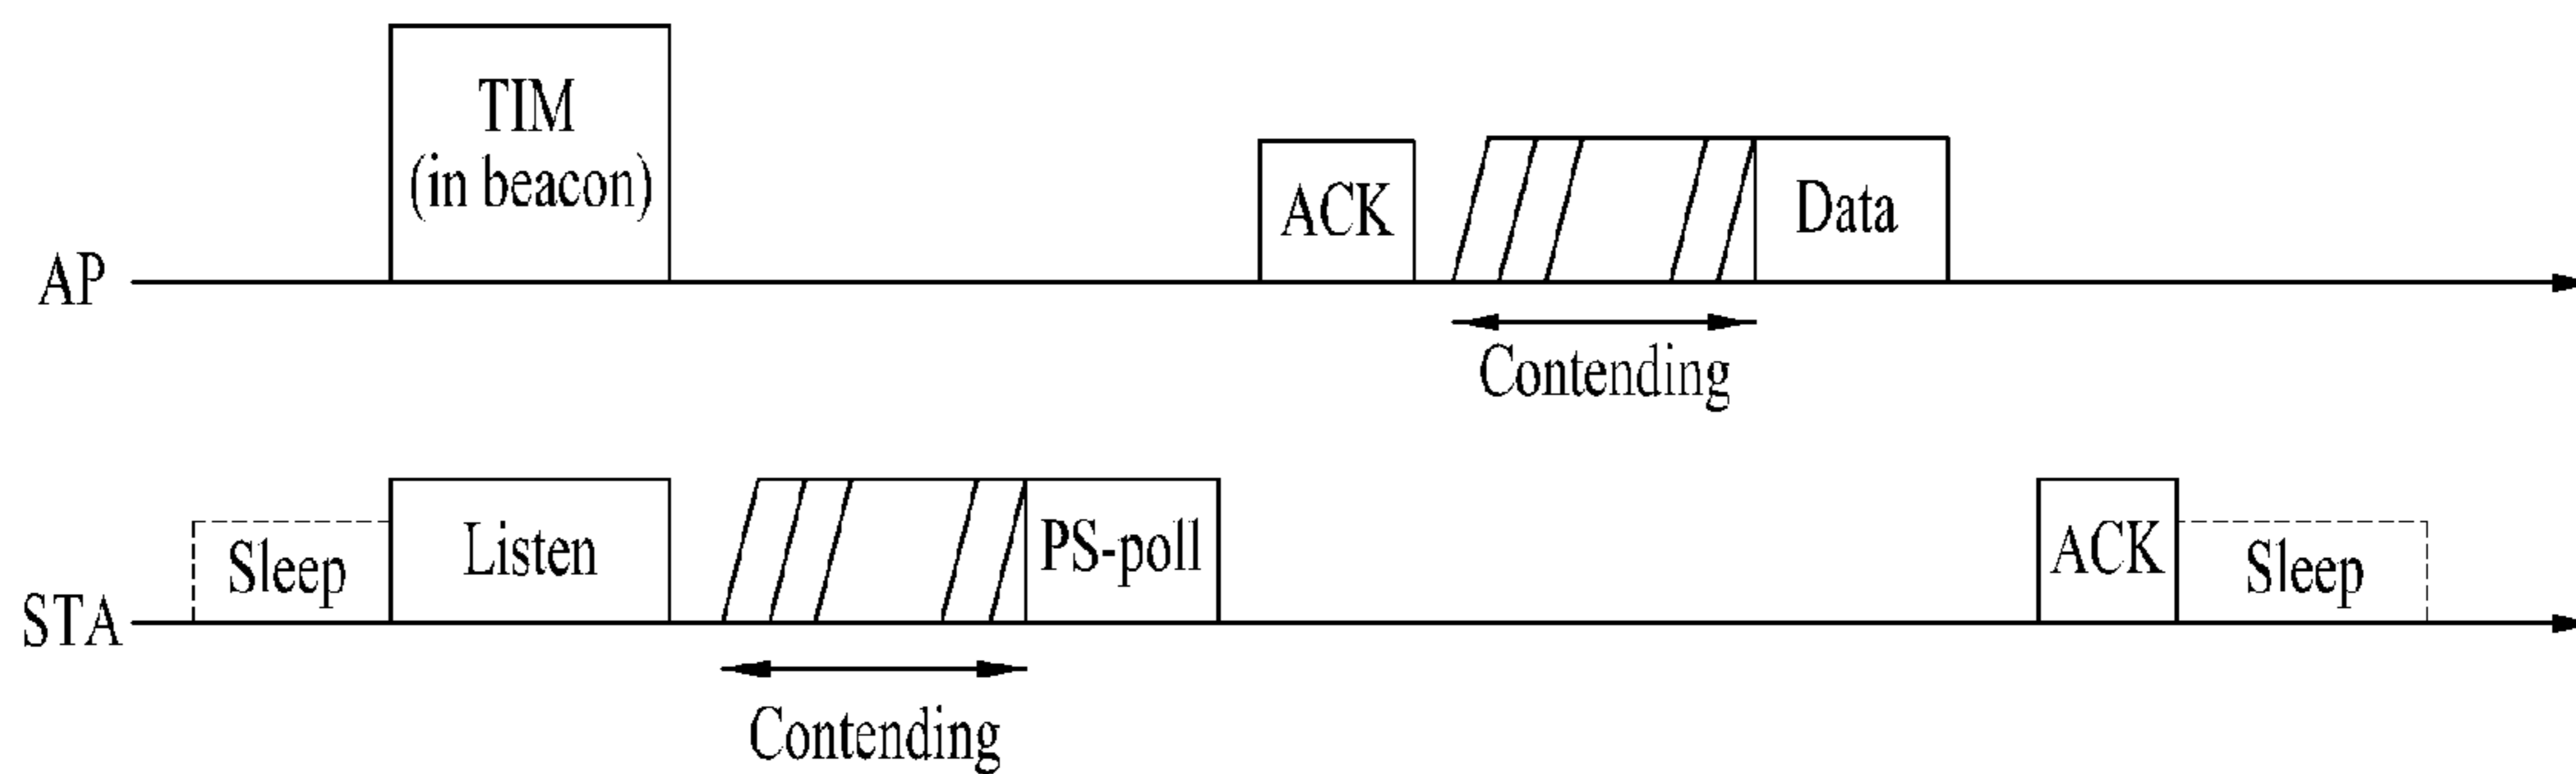 TIM
(in beacon)
ACK
Data
AP
Contending
Sleep
Listen
PS-poll
ACK
Sleep
STA
Contending